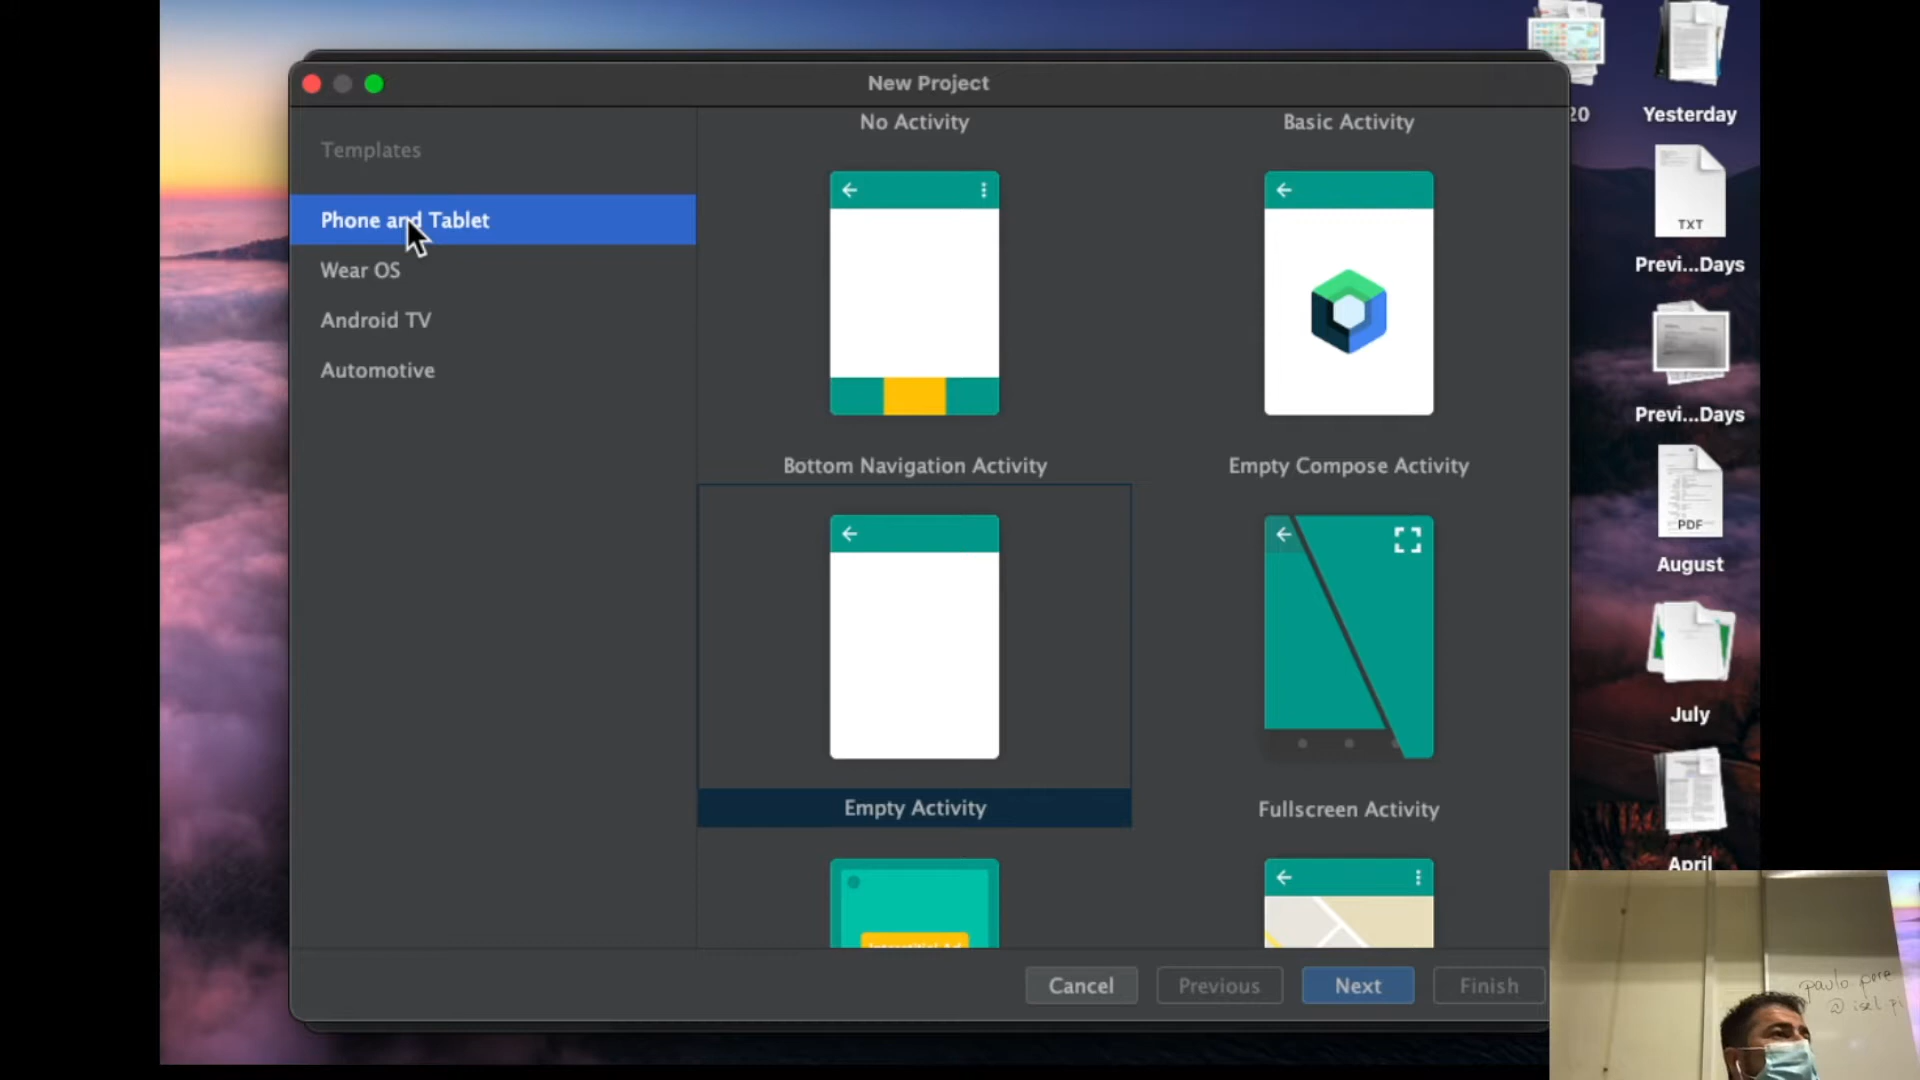 New Project
Templates
Phone and Tablet
Wear OS
Android TV
Automotive
No Activity
Basic Activity
Bottom Navigation Activity
Empty Compose Activity
Empty Activity
Fullscreen Activity
Cancel
Previous
Next
Finish
20
Yesterday
TXT
Previ...Days
Previ...Days
PDF
August
July
April
paulo
@ isel